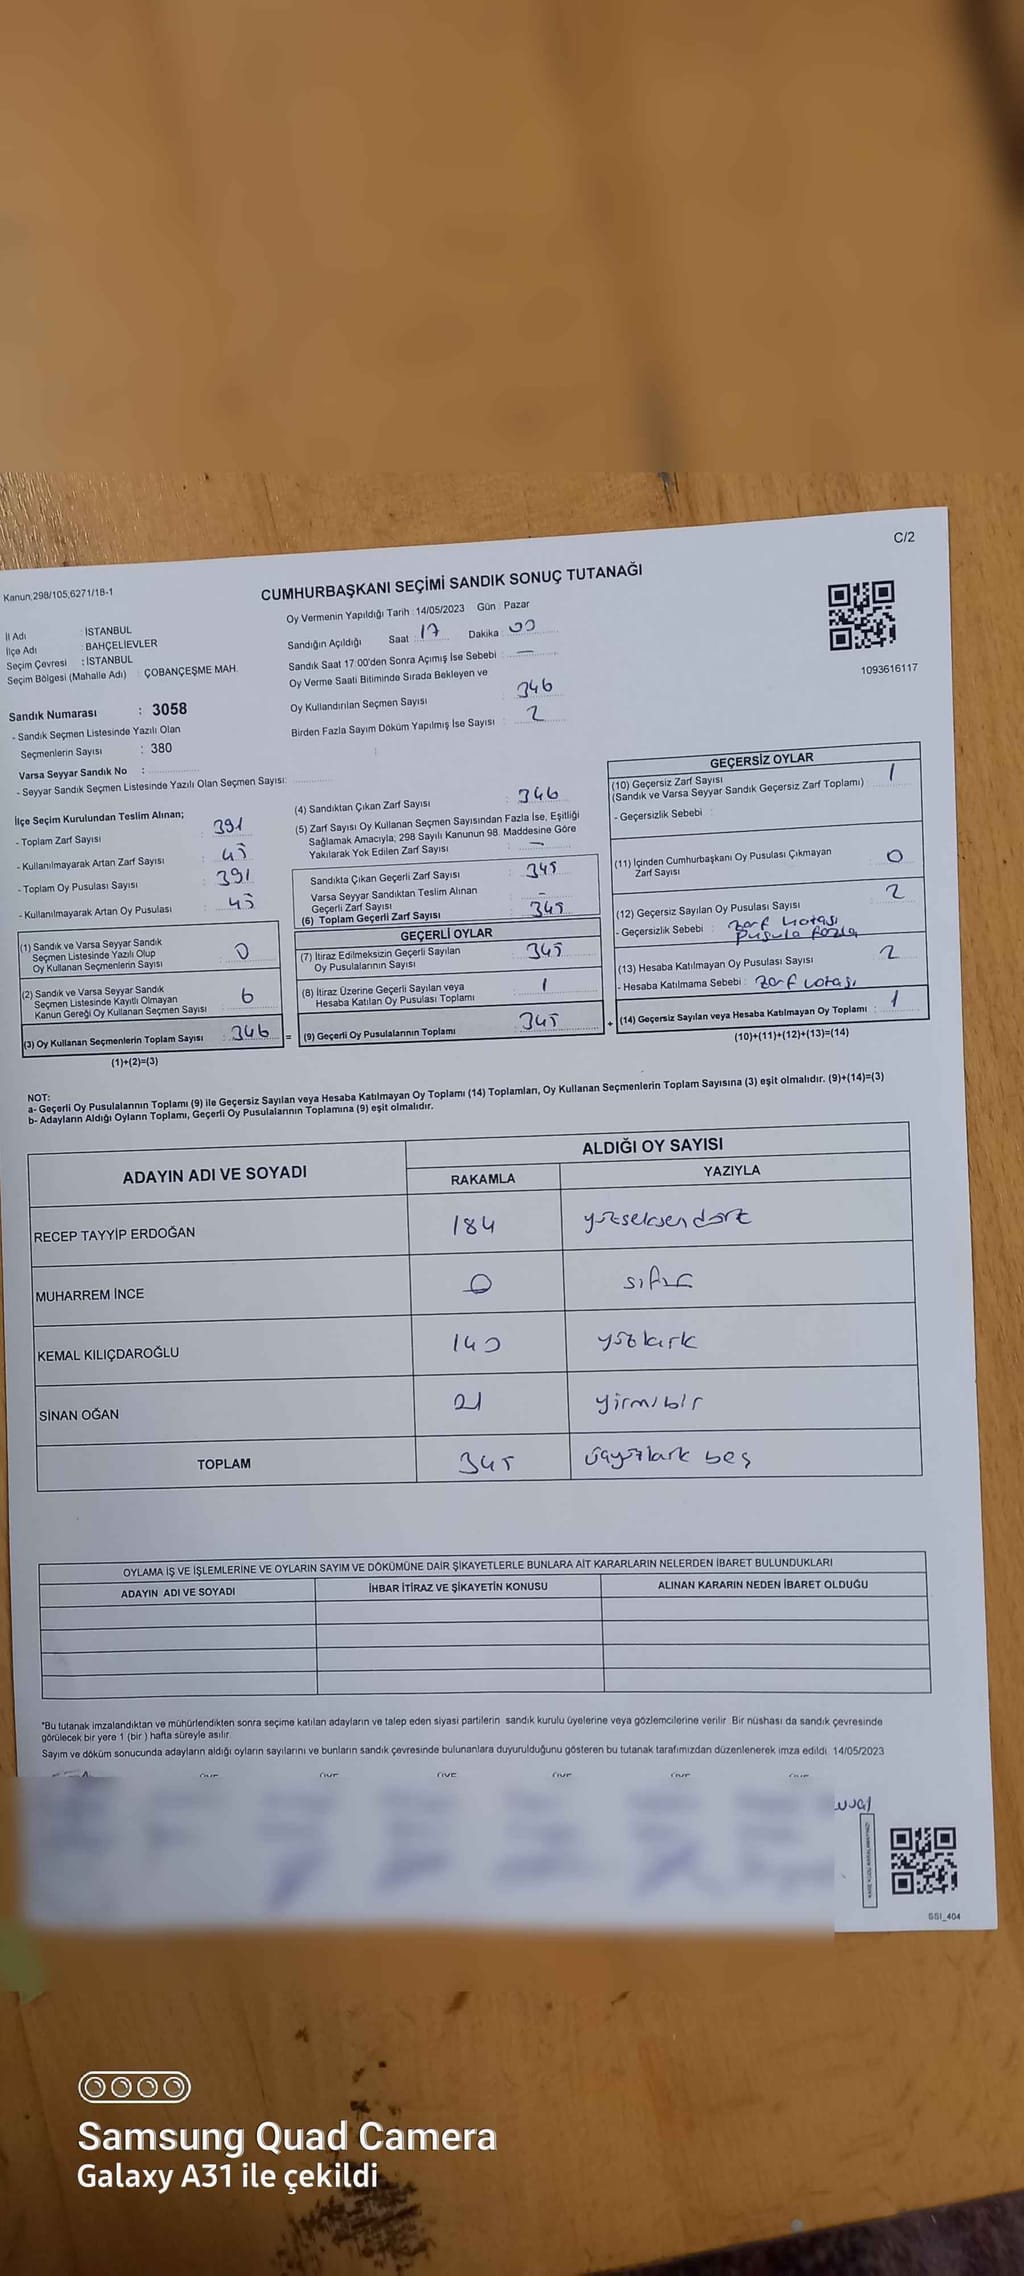 C/2
Kanun,298/105,6271/18-1
CUMHURBAŞKANI SEÇİMİ SANDIK SONUÇ TUTANAĞI
Oy Vermenin Yapıldığı Tarih : 14/05/2023 Gün : Pazar
İl Adı : İSTANBUL
İlçe Adı : BAHÇELİEVLER
Seçim Çevresi : İSTANBUL
Seçim Bölgesi (Mahalle Adı) : ÇOBANÇEŞME MAH.
Sandığın Açıldığı Saat : 17 Dakika : 00
Sandık Saat 17:00'den Sonra Açımış İse Sebebi : —
Oy Verme Saati Bitiminde Sırada Bekleyen ve
Oy Kullandırılan Seçmen Sayısı : 346
Birden Fazla Sayım Döküm Yapılmış İse Sayısı : 2
1093616117
Sandık Numarası : 3058
- Sandık Seçmen Listesinde Yazılı Olan
Seçmenlerin Sayısı : 380
Varsa Seyyar Sandık No :
- Seyyar Sandık Seçmen Listesinde Yazılı Olan Seçmen Sayısı:
İlçe Seçim Kurulundan Teslim Alınan;
- Toplam Zarf Sayısı : 391
- Kullanılmayarak Artan Zarf Sayısı : 45
- Toplam Oy Pusulası Sayısı : 391
- Kullanılmayarak Artan Oy Pusulası : 45
(1) Sandık ve Varsa Seyyar Sandık
Seçmen Listesinde Yazılı Olup
Oy Kullanan Seçmenlerin Sayısı : 0
(2) Sandık ve Varsa Seyyar Sandık
Seçmen Listesinde Kayıtlı Olmayan
Kanun Gereği Oy Kullanan Seçmen Sayısı : 6
(3) Oy Kullanan Seçmenlerin Toplam Sayısı : 346
(1)+(2)=(3)
(4) Sandıktan Çıkan Zarf Sayısı : 346
(5) Zarf Sayısı Oy Kullanan Seçmen Sayısından Fazla İse, Eşitliği
Sağlamak Amacıyla; 298 Sayılı Kanunun 98. Maddesine Göre
Yakılarak Yok Edilen Zarf Sayısı : —
Sandıkta Çıkan Geçerli Zarf Sayısı : 345
Varsa Seyyar Sandıktan Teslim Alınan
Geçerli Zarf Sayısı : —
(6) Toplam Geçerli Zarf Sayısı : 345
GEÇERLİ OYLAR
(7) İtiraz Edilmeksizin Geçerli Sayılan
Oy Pusulalarının Sayısı : 345
(8) İtiraz Üzerine Geçerli Sayılan veya
Hesaba Katılan Oy Pusulası Toplamı : 1
= (9) Geçerli Oy Pusulalarının Toplamı : 345
GEÇERSİZ OYLAR
(10) Geçersiz Zarf Sayısı
(Sandık ve Varsa Seyyar Sandık Geçersiz Zarf Toplamı) : 1
- Geçersizlik Sebebi :
(11) İçinden Cumhurbaşkanı Oy Pusulası Çıkmayan
Zarf Sayısı : 0
(12) Geçersiz Sayılan Oy Pusulası Sayısı : 2
- Geçersizlik Sebebi : zarf hatası
pusula fazla
(13) Hesaba Katılmayan Oy Pusulası Sayısı : 2
- Hesaba Katılmama Sebebi : zarf hatası
+ (14) Geçersiz Sayılan veya Hesaba Katılmayan Oy Toplamı : 1
(10)+(11)+(12)+(13)=(14)
NOT:
a- Geçerli Oy Pusulalarının Toplamı (9) ile Geçersiz Sayılan veya Hesaba Katılmayan Oy Toplamı (14) Toplamları, Oy Kullanan Seçmenlerin Toplam Sayısına (3) eşit olmalıdır. (9)+(14)=(3)
b- Adayların Aldığı Oyların Toplamı, Geçerli Oy Pusulalarının Toplamına (9) eşit olmalıdır.
ADAYIN ADI VE SOYADI
ALDIĞI OY SAYISI
RAKAMLA YAZIYLA
RECEP TAYYİP ERDOĞAN 184 yüzseksendört
MUHARREM İNCE 0 sıfır
KEMAL KILIÇDAROĞLU 140 yüzkırk
SİNAN OĞAN 21 yirmibir
TOPLAM 345 üçyüzkırk beş
OYLAMA İŞ VE İŞLEMLERİNE VE OYLARIN SAYIM VE DÖKÜMÜNE DAİR ŞİKAYETLERLE BUNLARA AİT KARARLARIN NELERDEN İBARET BULUNDUKLARI
ADAYIN ADI VE SOYADI İHBAR İTİRAZ VE ŞİKAYETİN KONUSU ALINAN KARARIN NEDEN İBARET OLDUĞU
"Bu tutanak imzalandıktan ve mühürlendikten sonra seçime katılan adayların ve talep eden siyasi partilerin sandık kurulu üyelerine veya gözlemcilerine verilir. Bir nüshası da sandık çevresinde
görülecek bir yere 1 (bir ) hafta süreyle asılır.
Sayım ve döküm sonucunda adayların aldığı oyların sayılarını ve bunların sandık çevresinde bulunanlara duyurulduğunu gösteren bu tutanak tarafımızdan düzenlenerek imza edildi. 14/05/2023
SSI_404
Samsung Quad Camera
Galaxy A31 ile çekildi